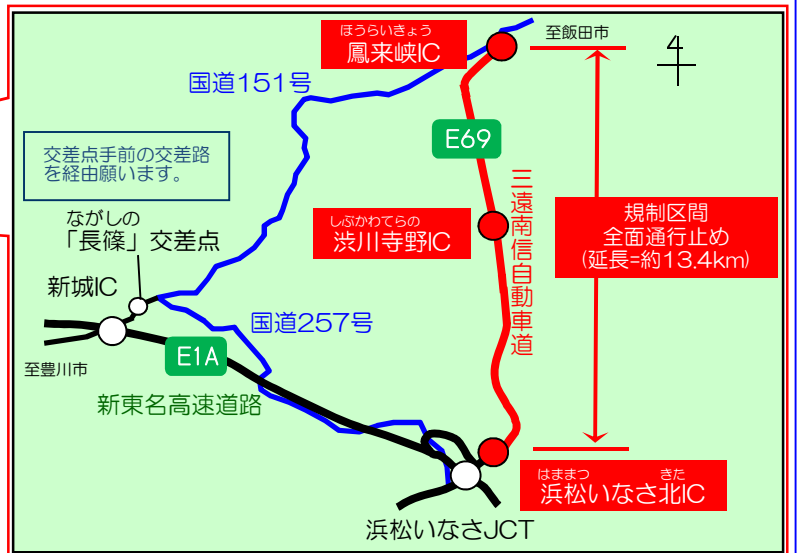 ほうらいきょう
鳳来峡IC
至飯田市
国道151号
E69
交差点手前の交差路
を経由願います。
三遠南信自動車道
しぶかわてらの
渋川寺野IC
規制区間
全面通行止め
(延長=約13.4km)
ながしの
「長篠」交差点
新城IC
国道257号
至豊川市
E1A
新東名高速道路
はままつ きた
浜松いなさ北IC
浜松いなさJCT